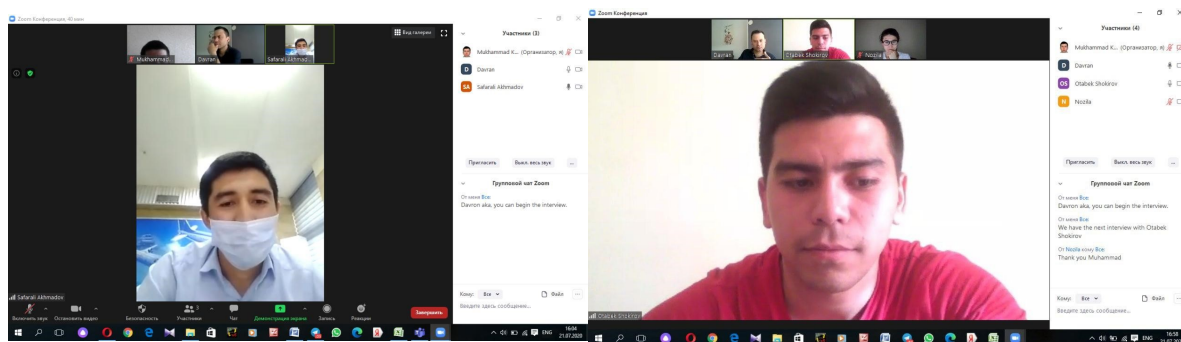 Zoom Конференция, 40 мин
Вид галереи
Mukhammad...
Davran
Safarali Akhmad...
Safarali Akhmadov
Участники (3)
Mukhammad K... (Организатор, я)
D Davran
SA Safarali Akhmadov
Пригласить
Выкл. весь звук
...
Групповой чат Zoom
От меня Все:
Davron aka, you can begin the interview.
Кому: Все
Файл
...
Введите здесь сообщение...
Включить звук
Остановить видео
Безопасность
Участники
3
Чат
Демонстрация экрана
Запись
Реакции
Завершить
ENG
16:04
21.07.2020
Zoom Конференция
Davran
Otabek Shokirov
Nozila
Otabek Shokirov
Участники (4)
Mukhammad K... (Организатор, я)
D Davran
OS Otabek Shokirov
N Nozila
Пригласить
Выкл. весь звук
...
Групповой чат Zoom
От меня Все:
Davron aka, you can begin the interview.
От меня Все:
We have the next interview with Otabek
Shokirov
От Nozila кому Все:
Thank you Muhammad
Кому: Все
Файл
...
Введите здесь сообщение...
ENG
16:58